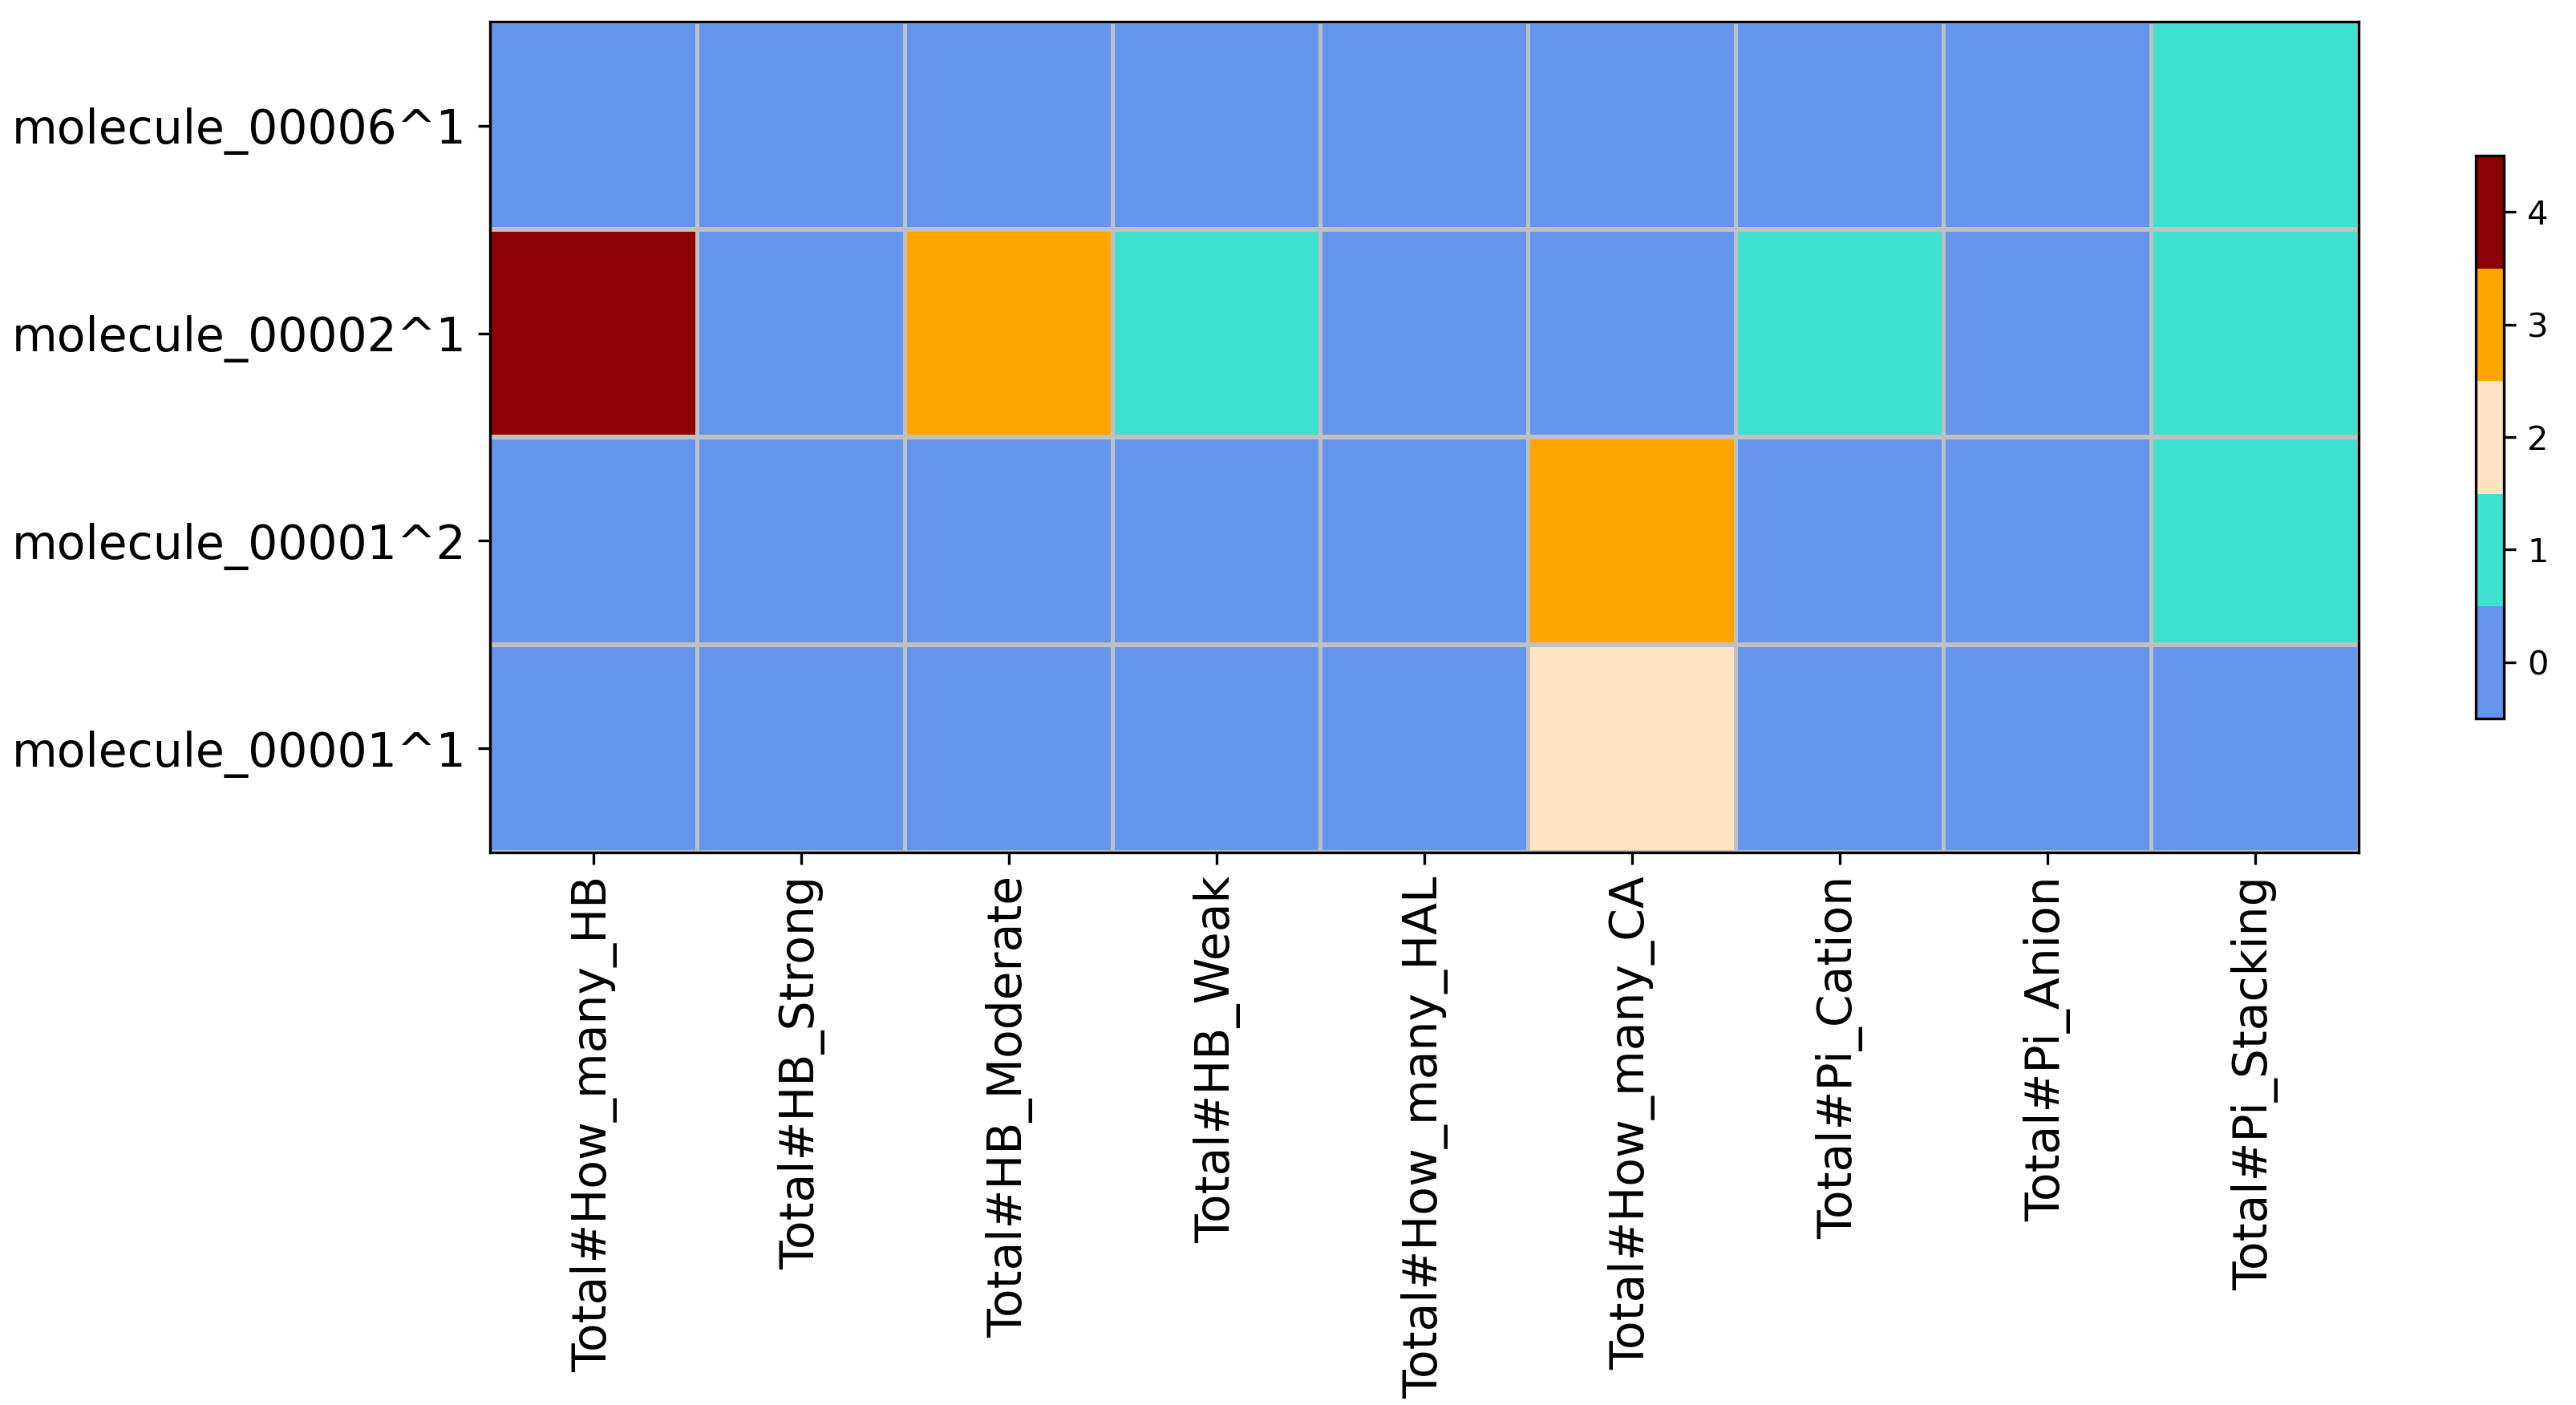 molecule_00006^1
molecule_00002^1
molecule_00001^2
molecule_00001^1
4
3
2
1
0
Total#How_many_HB
Total#HB_Strong
Total#HB_Moderate
Total#HB_Weak
Total#How_many_HAL
Total#How_many_CA
Total#Pi_Cation
Total#Pi_Anion
Total#Pi_Stacking